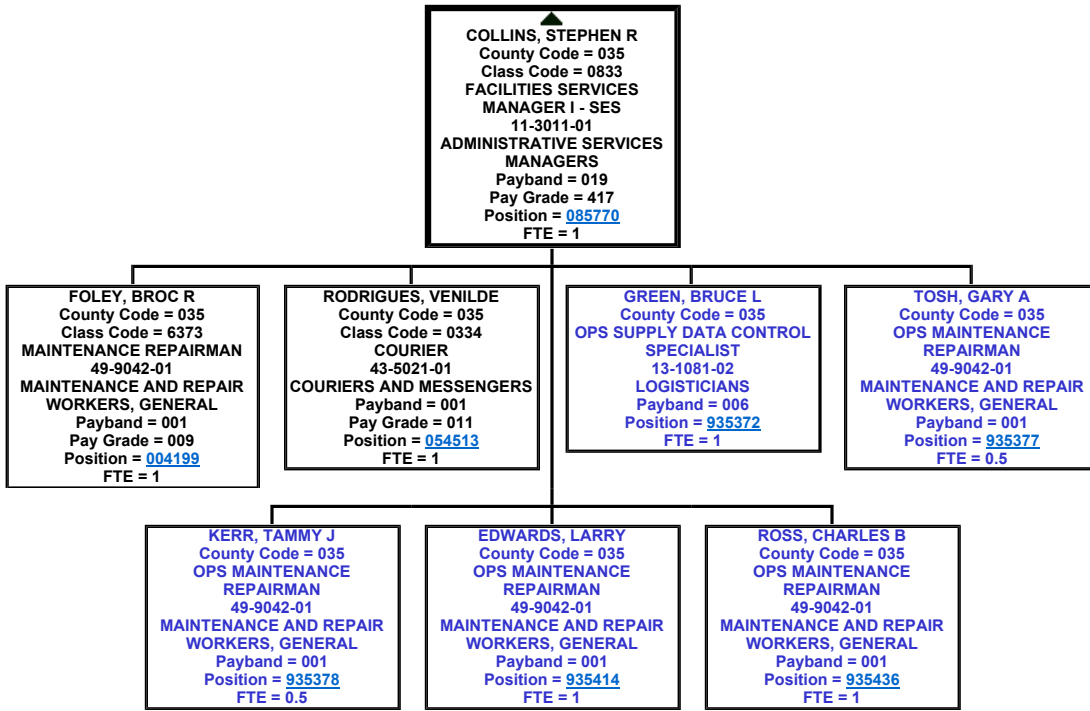 COLLINS, STEPHEN R
County Code = 035
Class Code = 0833
FACILITIES SERVICES
MANAGER I - SES
11-3011-01
ADMINISTRATIVE SERVICES
MANAGERS
Payband = 019
Pay Grade = 417
Position = 085770
FTE = 1
FOLEY, BROC R
County Code = 035
Class Code = 6373
MAINTENANCE REPAIRMAN
49-9042-01
MAINTENANCE AND REPAIR
WORKERS, GENERAL
Payband = 001
Pay Grade = 009
Position = 004199
FTE = 1
RODRIGUES, VENILDE
County Code = 035
Class Code = 0334
COURIER
43-5021-01
COURIERS AND MESSENGERS
Payband = 001
Pay Grade = 011
Position = 054513
FTE = 1
GREEN, BRUCE L
County Code = 035
OPS SUPPLY DATA CONTROL
SPECIALIST
13-1081-02
LOGISTICIANS
Payband = 006
Position = 935372
FTE = 1
TOSH, GARY A
County Code = 035
OPS MAINTENANCE
REPAIRMAN
49-9042-01
MAINTENANCE AND REPAIR
WORKERS, GENERAL
Payband = 001
Position = 935377
FTE = 0.5
KERR, TAMMY J
County Code = 035
OPS MAINTENANCE
REPAIRMAN
49-9042-01
MAINTENANCE AND REPAIR
WORKERS, GENERAL
Payband = 001
Position = 935378
FTE = 0.5
EDWARDS, LARRY
County Code = 035
OPS MAINTENANCE
REPAIRMAN
49-9042-01
MAINTENANCE AND REPAIR
WORKERS, GENERAL
Payband = 001
Position = 935414
FTE = 1
ROSS, CHARLES B
County Code = 035
OPS MAINTENANCE
REPAIRMAN
49-9042-01
MAINTENANCE AND REPAIR
WORKERS, GENERAL
Payband = 001
Position = 935436
FTE = 1